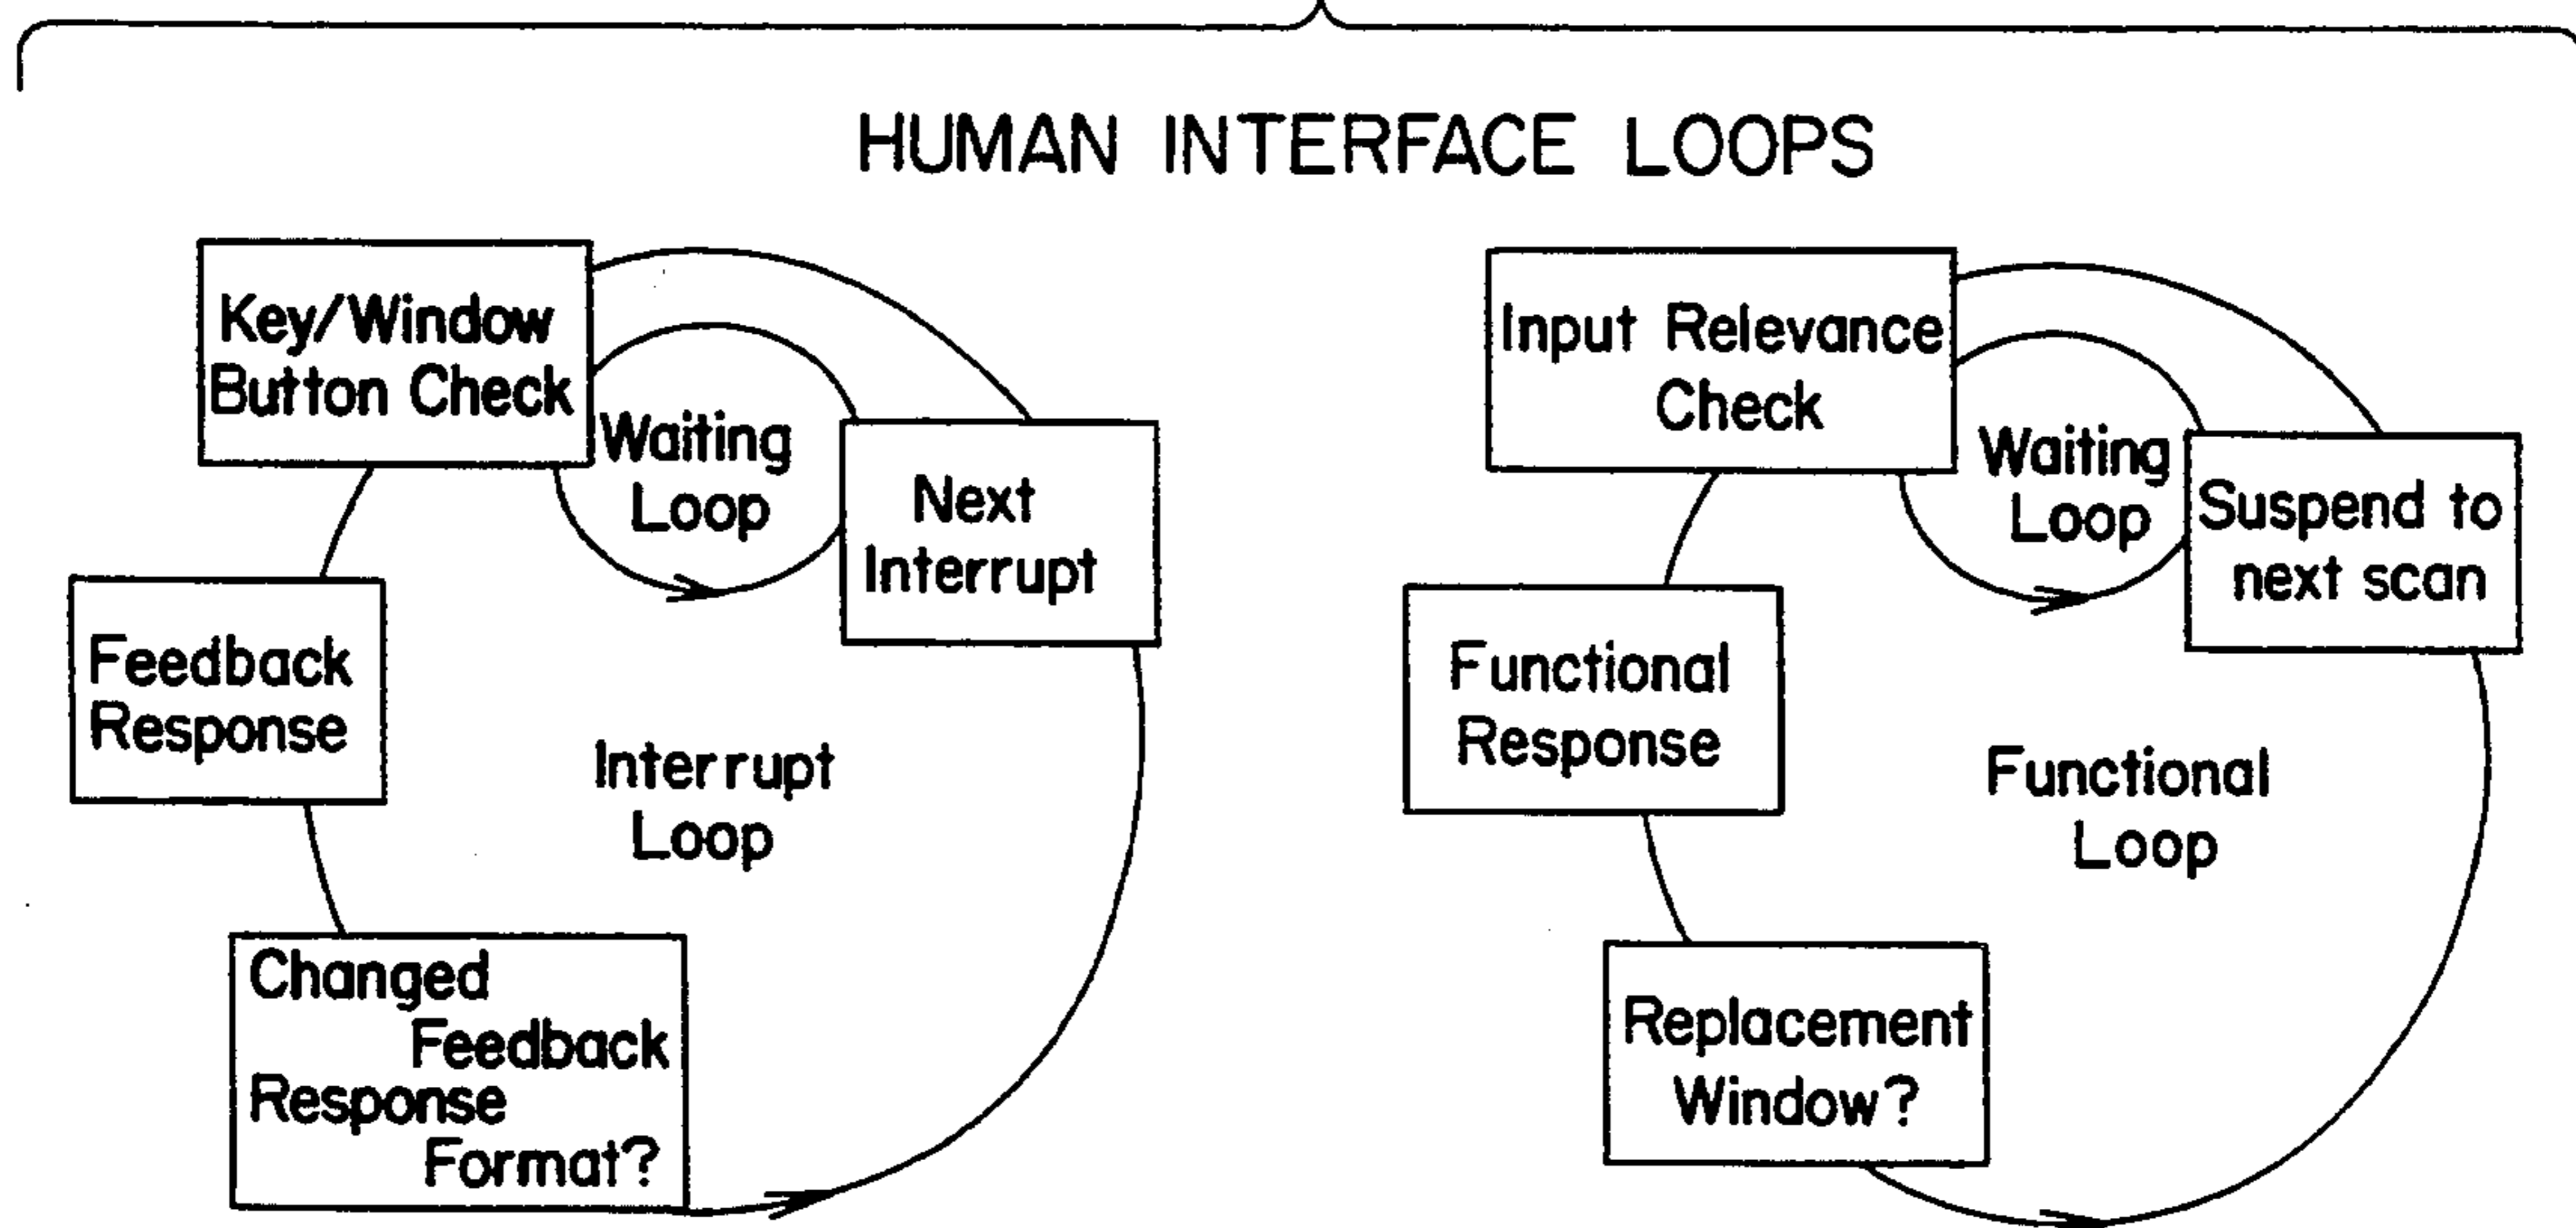 HUMAN INTERFACE LOOPS
Key/Window
Button Check
Waiting
Loop
Next
Interrupt
Feedback
Response
Interrupt
Loop
Changed
Feedback
Response
Format?
Input Relevance
Check
Waiting
Loop
Suspend to
next scan
Functional
Response
Functional
Loop
Replacement
Window?